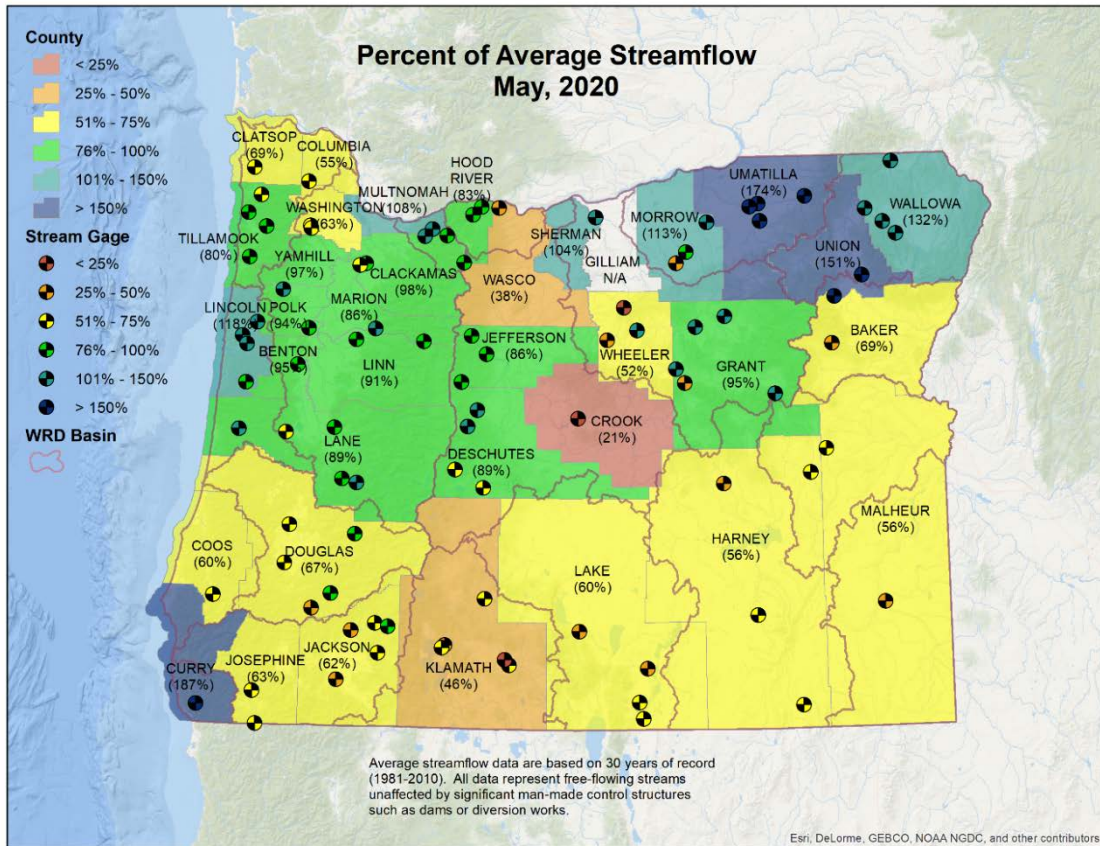 Percent of Average Streamflow
May, 2020
County
< 25%
25% - 50%
51% - 75%
76% - 100%
101% - 150%
> 150%
Stream Gage
< 25%
25% - 50%
51% - 75%
76% - 100%
101% - 150%
> 150%
WRD Basin
CLATSOP
(69%)
COLUMBIA
(55%)
HOOD
RIVER
(83%)
MULTNOMAH
(108%)
WASHINGTON
(63%)
TILLAMOOK
(80%)
YAMHILL
(97%)
CLACKAMAS
(98%)
SHERMAN
(104%)
GILLIAM
N/A
MORROW
(113%)
UMATILLA
(174%)
WALLOWA
(132%)
UNION
(151%)
WASCO
(38%)
MARION
(86%)
LINCOLN
(118%)
POLK
(94%)
BENTON
(95%)
LINN
(91%)
JEFFERSON
(86%)
WHEELER
(52%)
GRANT
(95%)
BAKER
(69%)
CROOK
(21%)
LANE
(89%)
DESCHUTES
(89%)
COOS
(60%)
DOUGLAS
(67%)
LAKE
(60%)
HARNEY
(56%)
MALHEUR
(56%)
CURRY
(187%)
JOSEPHINE
(63%)
JACKSON
(62%)
KLAMATH
(46%)
Average streamflow data are based on 30 years of record
(1981-2010). All data represent free-flowing streams
unaffected by significant man-made control structures
such as dams or diversion works.
Esri, DeLorme, GEBCO, NOAA NGDC, and other contributors